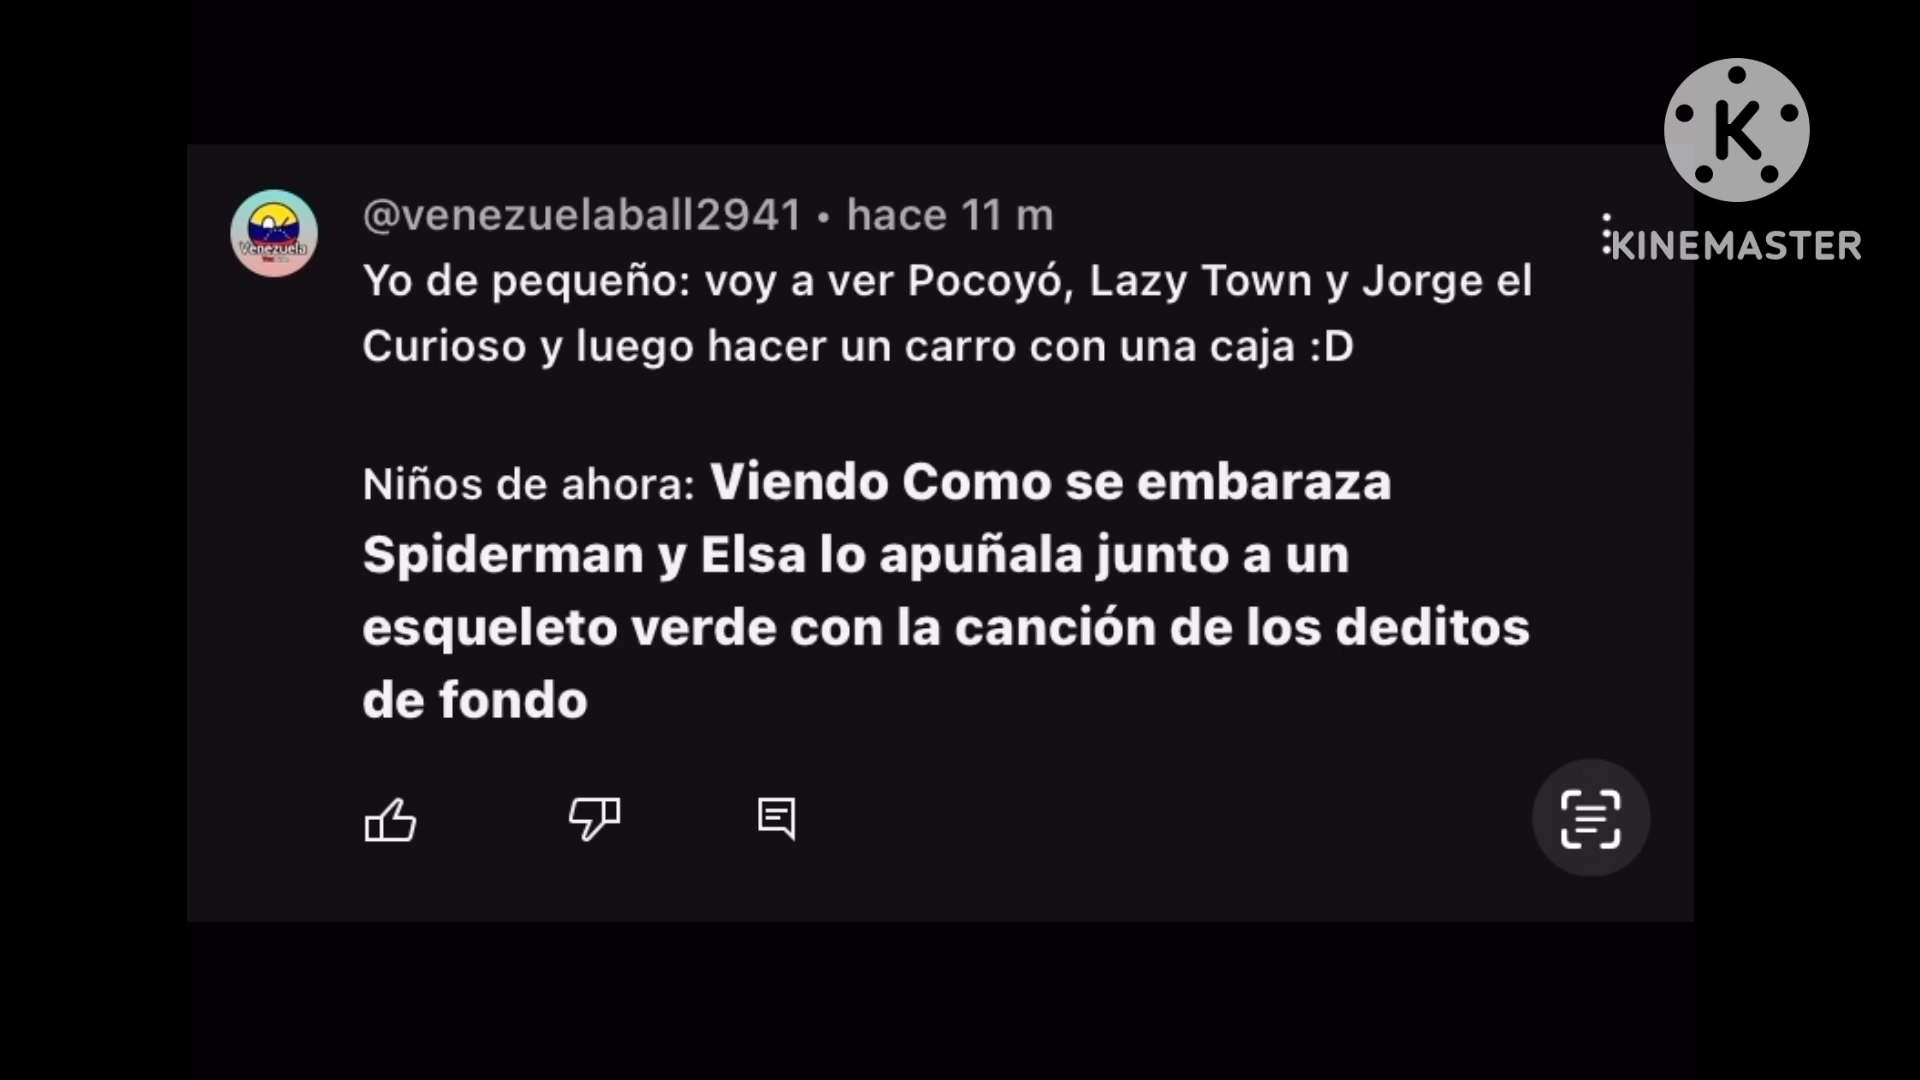 @venezuelaball2941 • hace 11 m
Yo de pequeño: voy a ver Pocoyó, Lazy Town y Jorge el
Curioso y luego hacer un carro con una caja :D
Niños de ahora: Viendo Como se embaraza
Spiderman y Elsa lo apuñala junto a un
esqueleto verde con la canción de los deditos
de fondo
Venezuela
K
KINEMASTER